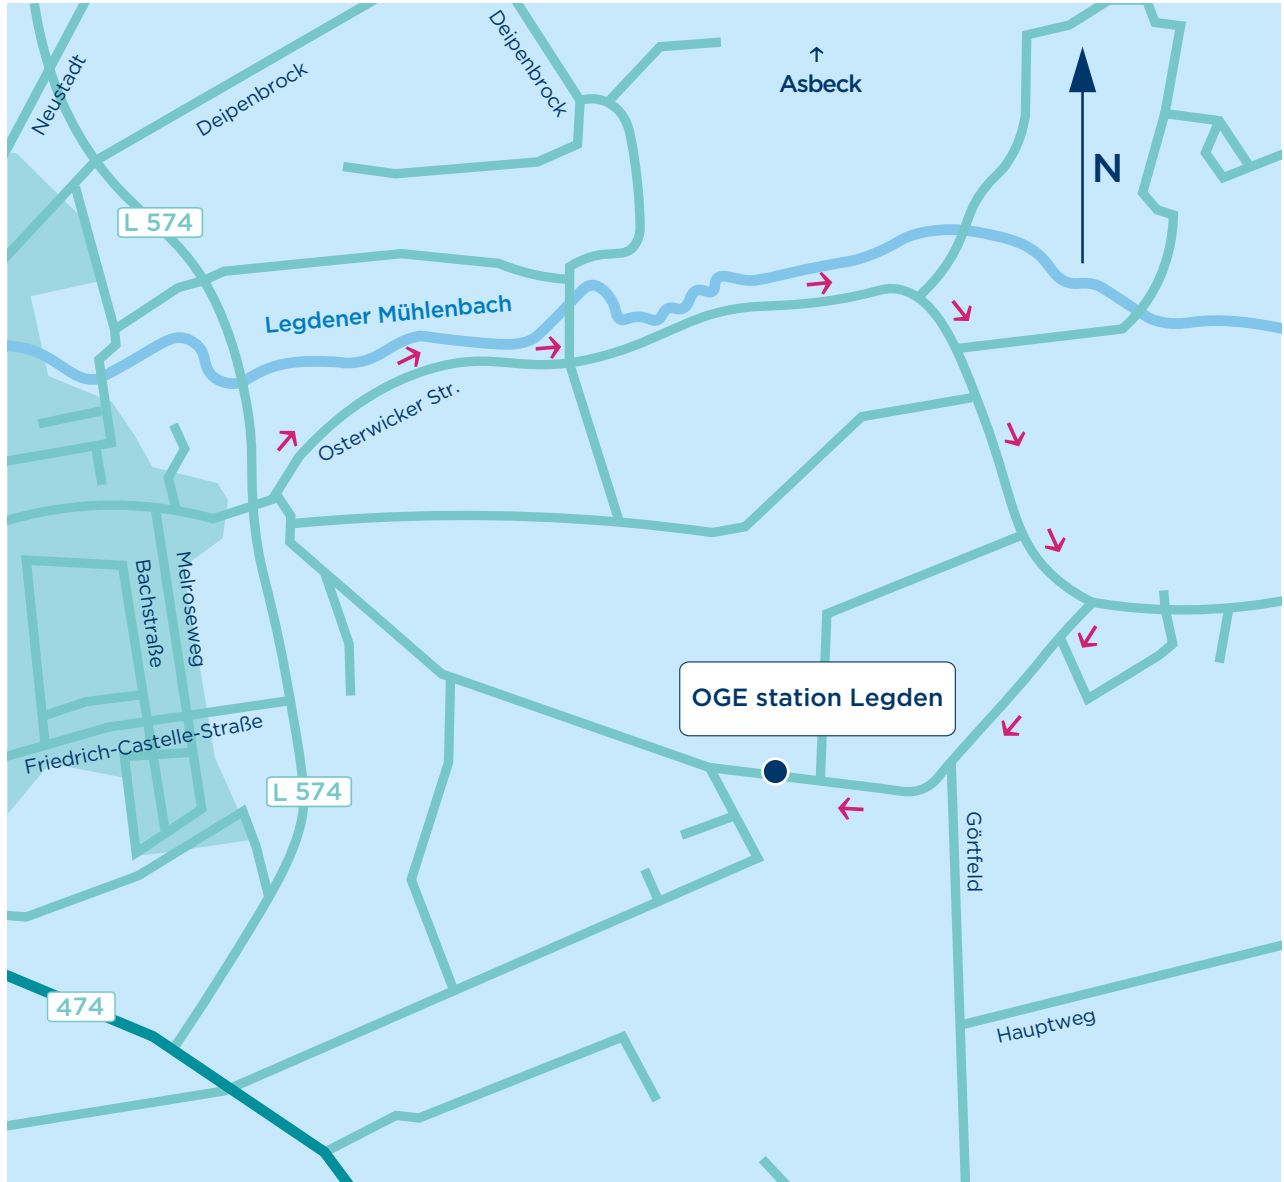 Neustadt
Deipenbrock
Deipenbrock
↑
Asbeck
N
L 574
Legdener Mühlenbach
Osterwicker Str.
Bachstraße
Melroseweg
OGE station Legden
Friedrich-Castelle-Straße
L 574
Görtfeld
474
Hauptweg